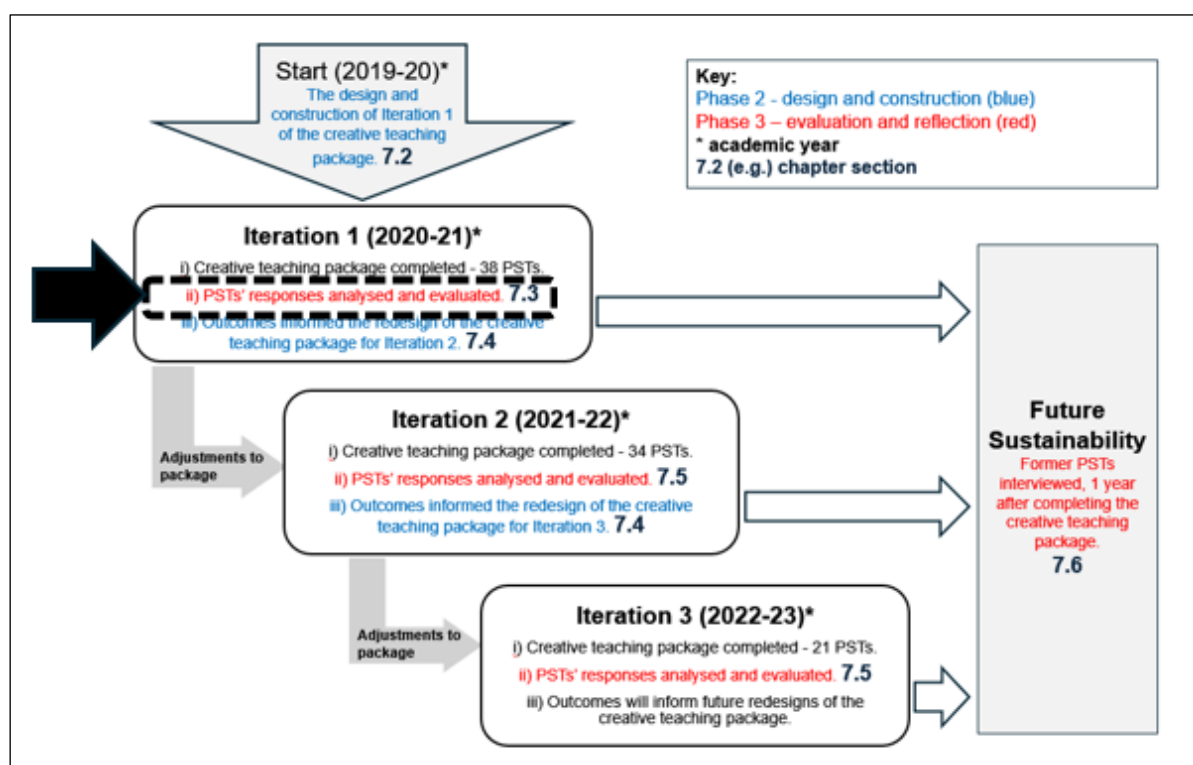 Start (2019-20)*
The design and
construction of Iteration 1
of the creative teaching
package. 7.2
Key:
Phase 2 - design and construction (blue)
Phase 3 – evaluation and reflection (red)
* academic year
7.2 (e.g.) chapter section
Iteration 1 (2020-21)*
i) Creative teaching package completed - 38 PSTs.
ii) PSTs' responses analysed and evaluated. 7.3
iii) Outcomes informed the redesign of the creative
teaching package for Iteration 2. 7.4
Adjustments to
package
Iteration 2 (2021-22)*
i) Creative teaching package completed - 34 PSTs.
ii) PSTs' responses analysed and evaluated. 7.5
iii) Outcomes informed the redesign of the creative
teaching package for Iteration 3. 7.4
Adjustments to
package
Iteration 3 (2022-23)*
i) Creative teaching package completed - 21 PSTs.
ii) PSTs' responses analysed and evaluated. 7.5
iii) Outcomes will inform future redesigns of the
creative teaching package.
Future
Sustainability
Former PSTs
interviewed, 1 year
after completing the
creative teaching
package.
7.6